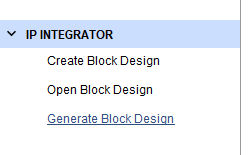 IP INTEGRATOR
Create Block Design
Open Block Design
Generate Block Design